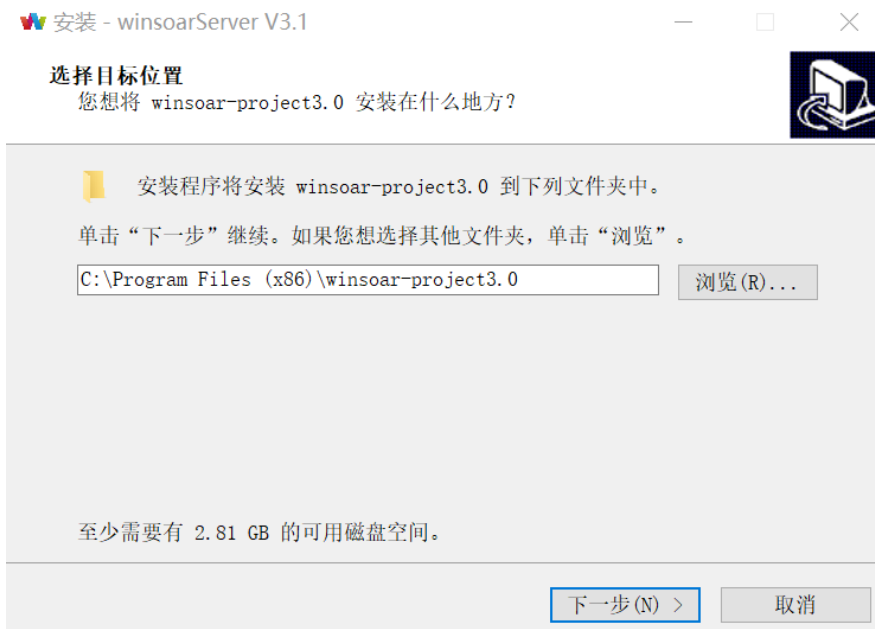 安装 - winsoarServer V3.1
选择目标位置
您想将 winsoar-project3.0 安装在什么地方？
安装程序将安装 winsoar-project3.0 到下列文件夹中。
单击“下一步”继续。如果您想选择其他文件夹，单击“浏览”。
C:\Program Files (x86)\winsoar-project3.0
浏览(R)...
至少需要有 2.81 GB 的可用磁盘空间。
下一步(N) >
取消